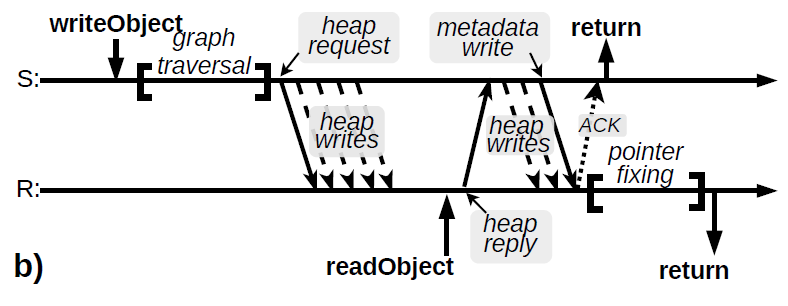 writeObject
graph
traversal
heap
request
metadata
write
return
S:
heap
writes
heap
writes
ACK
pointer
fixing
R:
heap
reply
readObject
return
b)